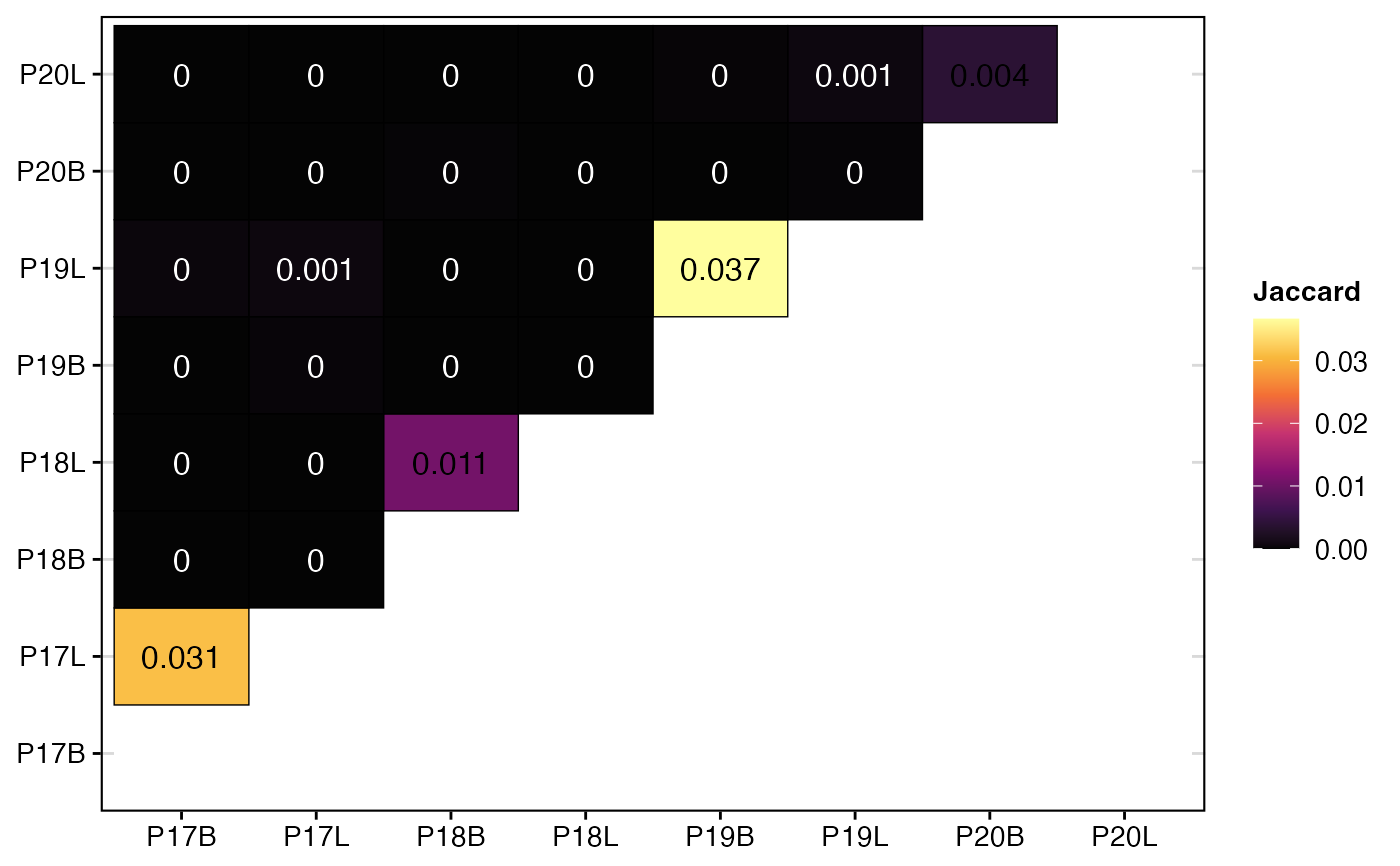 P20L 0 0 0 0 0 0.001 0.004
P20B 0 0 0 0 0 0
P19L 0 0.001 0 0 0.037
P19B 0 0 0 0
P18L 0 0 0.011
P18B 0 0
P17L 0.031
P17B
P17B P17L P18B P18L P19B P19L P20B P20L
Jaccard
0.03
0.02
0.01
0.00